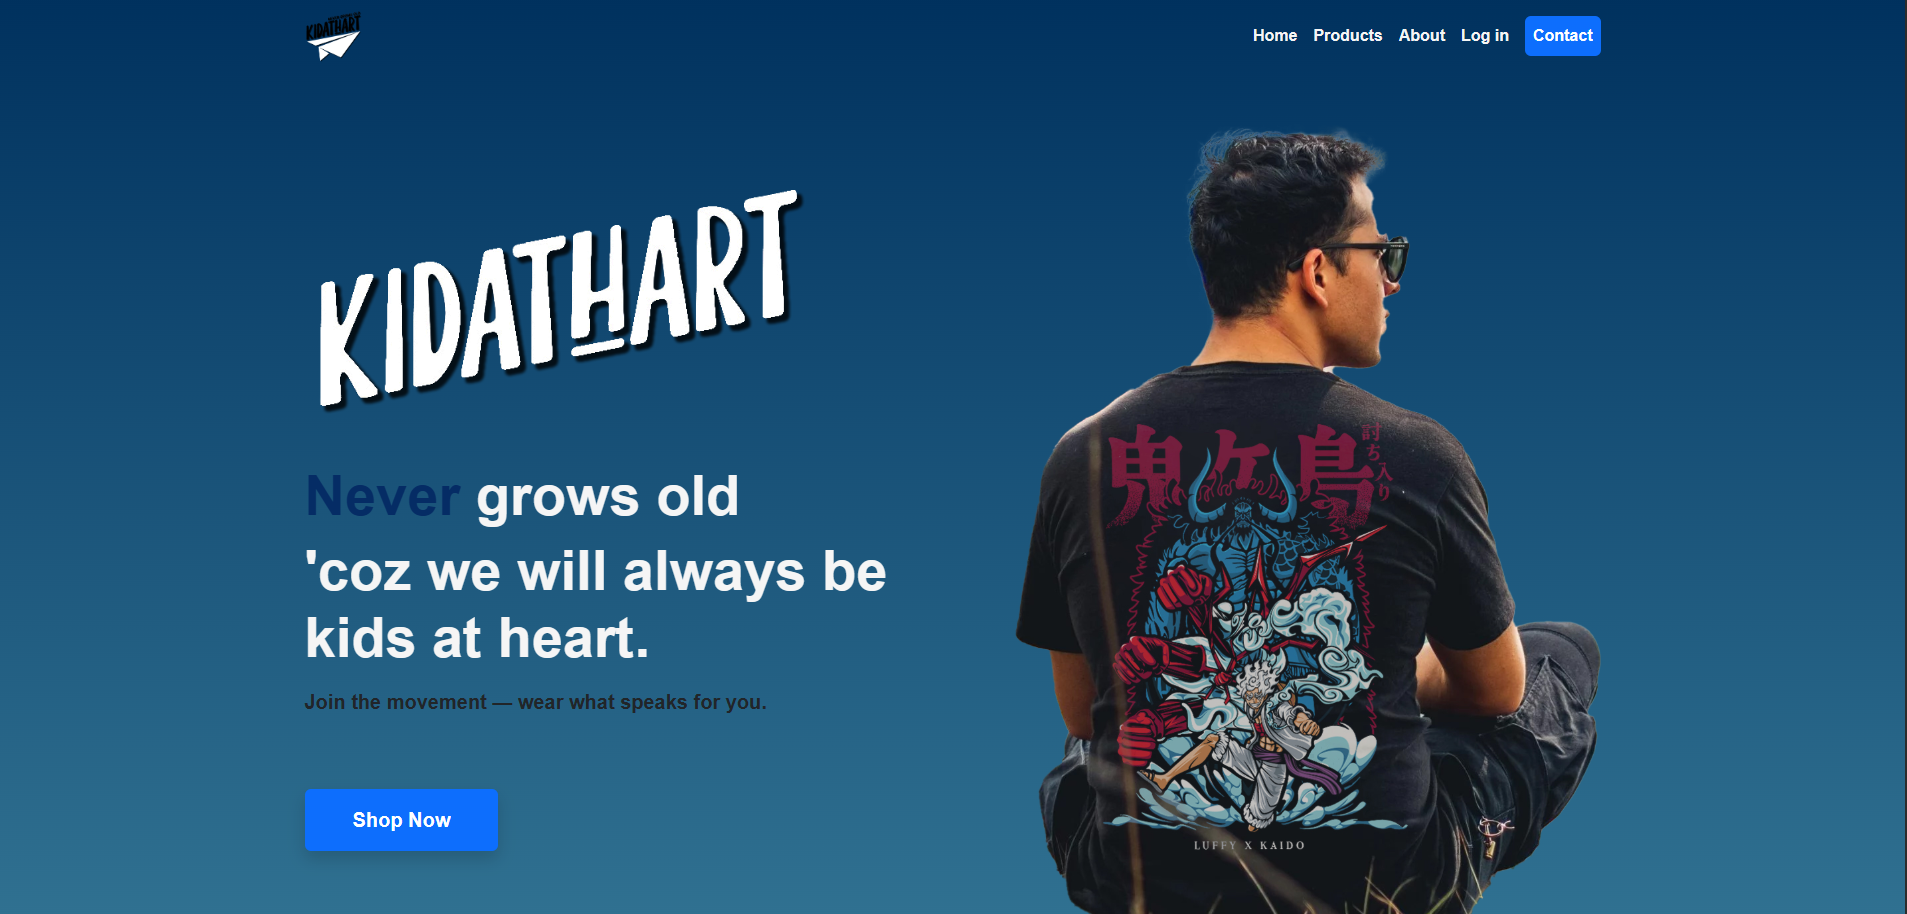 KIDATHART
Home Products About Log in Contact
KIDATHART
Never grows old
'coz we will always be
kids at heart.
Join the movement — wear what speaks for you.
Shop Now
鬼ケ島
討ち入り
LUFFY X KAIDO